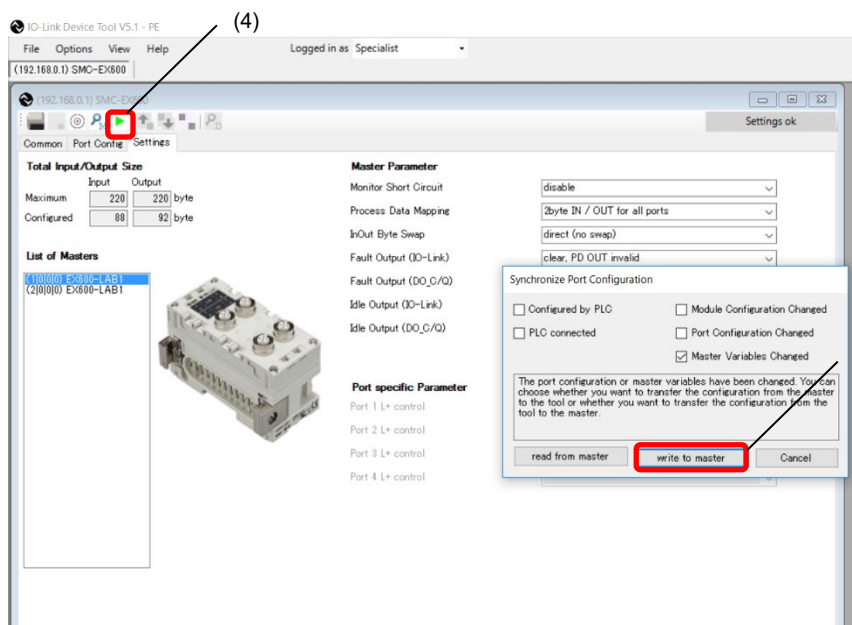 (4)
IO-Link Device Tool V5.1 - PE
File Options View Help Logged in as Specialist
(192.168.0.1) SMC-EX600
(192.168.0.1) SMC-EX600
Settings ok
Common Port Config Settings
Total Input/Output Size
Input Output
Maximum 220 220 byte
Configured 88 92 byte
List of Masters
(1|0|0|0) EX600-LAB1
(2|0|0|0) EX600-LAB1
Master Parameter
Monitor Short Circuit disable
Process Data Mapping 2byte IN / OUT for all ports
InOut Byte Swap direct (no swap)
Fault Output (IO-Link) clear, PD OUT invalid
Fault Output (DO_C/Q)
Idle Output (IO-Link)
Idle Output (DO_C/Q)
Port specific Parameter
Port 1 L+ control
Port 2 L+ control
Port 3 L+ control
Port 4 L+ control
Synchronize Port Configuration
Configured by PLC Module Configuration Changed
PLC connected Port Configuration Changed
Master Variables Changed
The port configuration or master variables have been changed. You can
choose whether you want to transfer the configuration from the master
to the tool or whether you want to transfer the configuration from the
tool to the master.
read from master write to master Cancel